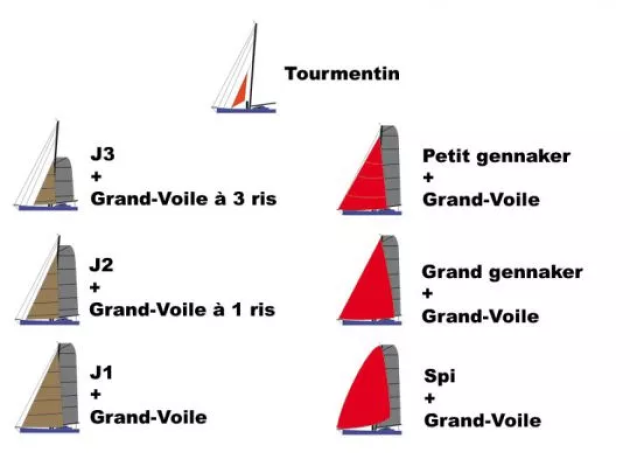 Tourmentin
J3
+
Grand-Voile à 3 ris
J2
+
Grand-Voile à 1 ris
J1
+
Grand-Voile
Petit gennaker
+
Grand-Voile
Grand gennaker
+
Grand-Voile
Spi
+
Grand-Voile